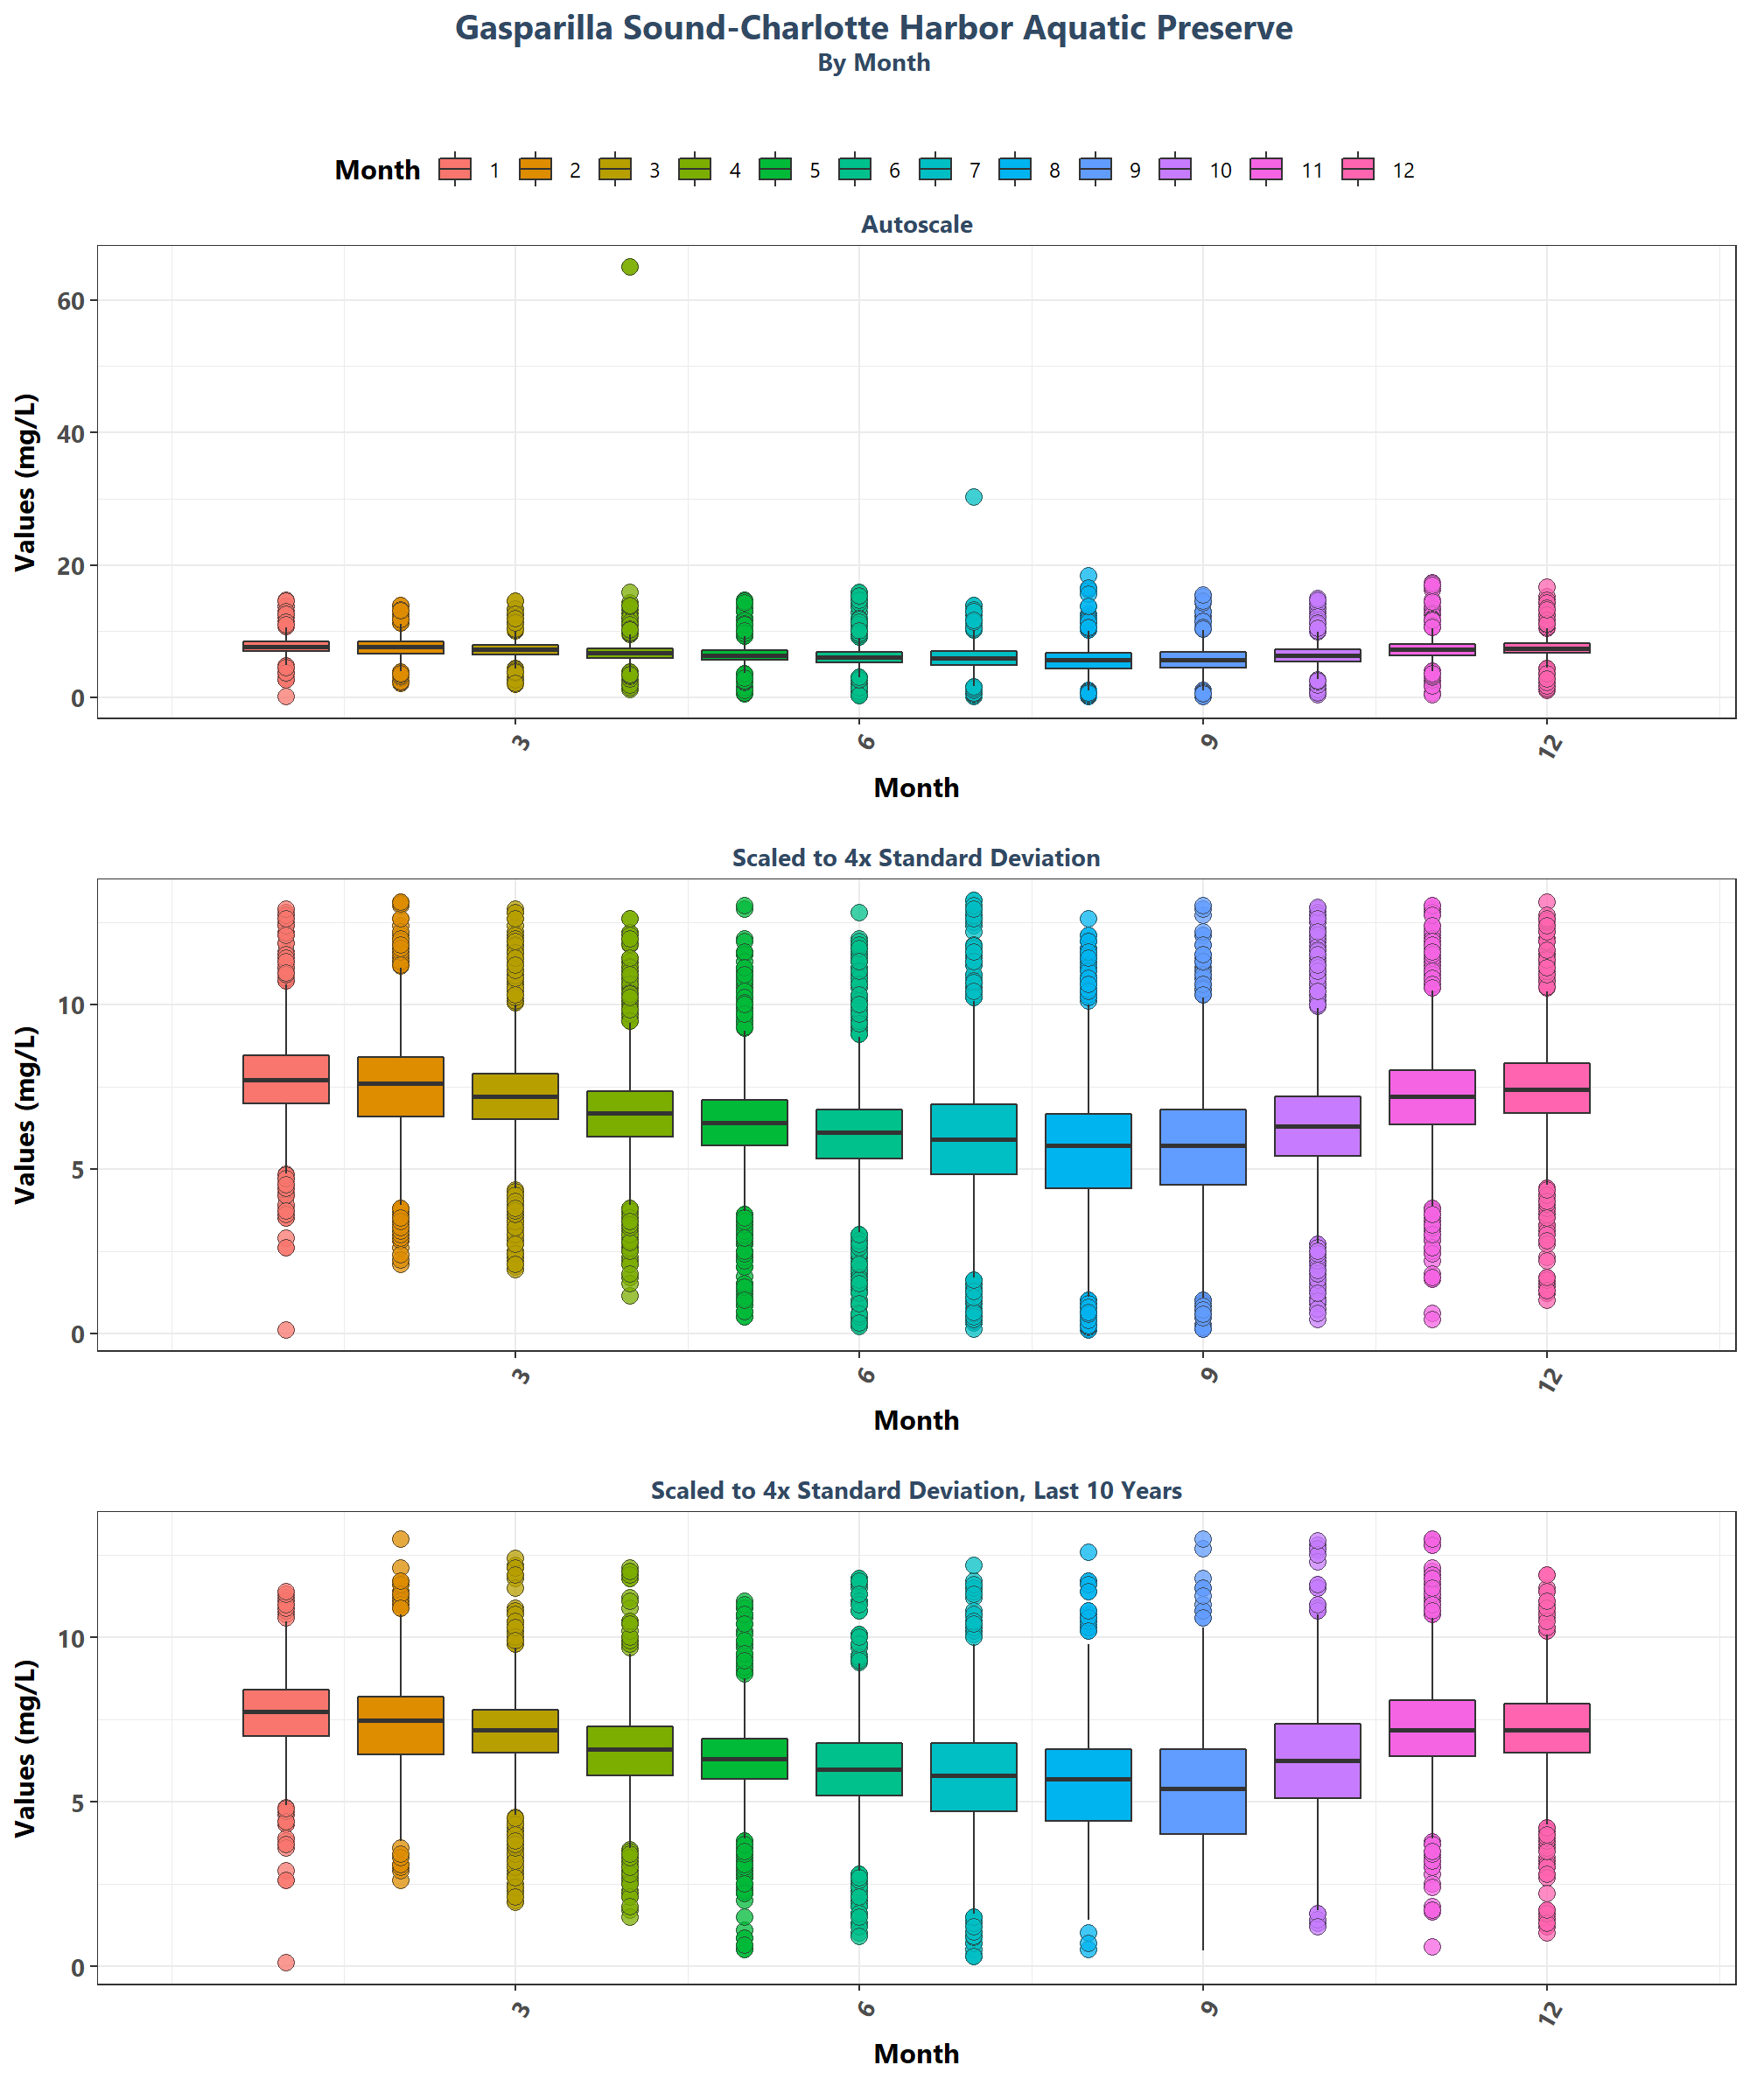 Gasparilla Sound-Charlotte Harbor Aquatic Preserve
By Month
Month 1 2 3 4 5 6 7 8 9 10 11 12
Autoscale
Values (mg/L)
60
40
20
0
3 6 9 12
Month
Scaled to 4x Standard Deviation
Values (mg/L)
10
5
0
3 6 9 12
Month
Scaled to 4x Standard Deviation, Last 10 Years
Values (mg/L)
10
5
0
3 6 9 12
Month